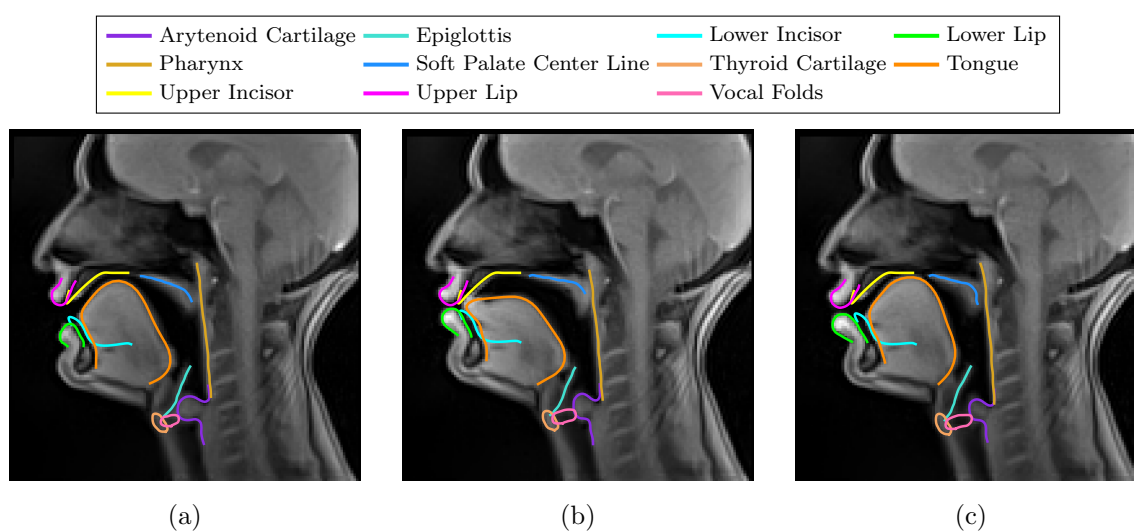 Arytenoid Cartilage Epiglottis Lower Incisor Lower Lip
Pharynx Soft Palate Center Line Thyroid Cartilage Tongue
Upper Incisor Upper Lip Vocal Folds
(a) (b) (c)